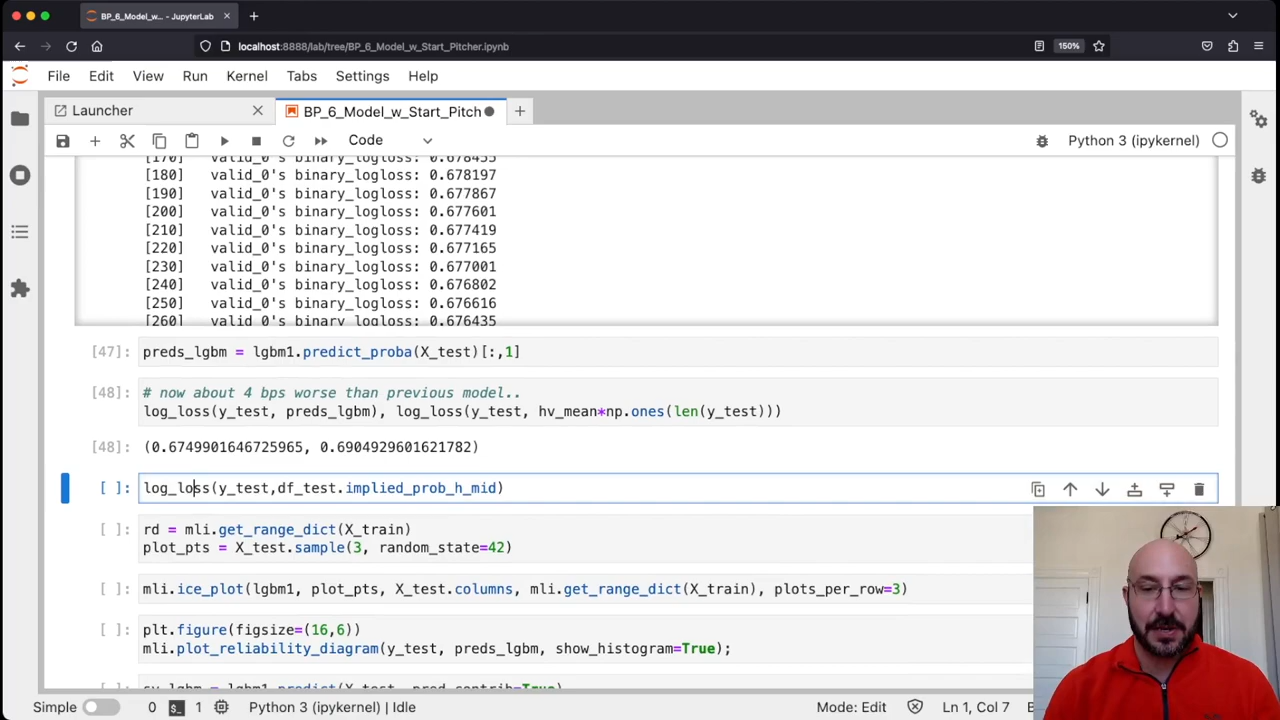 BP_6_Model_w... - JupyterLab
localhost:8888/lab/tree/BP_6_Model_w_Start_Pitcher.ipynb
150%
File Edit View Run Kernel Tabs Settings Help
Launcher
BP_6_Model_w_Start_Pitch
Code
Python 3 (ipykernel)
[170] valid_0's binary_logloss: 0.678435
[180] valid_0's binary_logloss: 0.678197
[190] valid_0's binary_logloss: 0.677867
[200] valid_0's binary_logloss: 0.677601
[210] valid_0's binary_logloss: 0.677419
[220] valid_0's binary_logloss: 0.677165
[230] valid_0's binary_logloss: 0.677001
[240] valid_0's binary_logloss: 0.676802
[250] valid_0's binary_logloss: 0.676616
[260] valid_0's binary_logloss: 0.676435
[47]: preds_lgbm = lgbm1.predict_proba(X_test)[:,1]
[48]: # now about 4 bps worse than previous model..
log_loss(y_test, preds_lgbm), log_loss(y_test, hv_mean*np.ones(len(y_test)))
[48]: (0.6749901646725965, 0.6904929601621782)
[ ]: log_loss(y_test,df_test.implied_prob_h_mid)
[ ]: rd = mli.get_range_dict(X_train)
plot_pts = X_test.sample(3, random_state=42)
[ ]: mli.ice_plot(lgbm1, plot_pts, X_test.columns, mli.get_range_dict(X_train), plots_per_row=3)
[ ]: plt.figure(figsize=(16,6))
mli.plot_reliability_diagram(y_test, preds_lgbm, show_histogram=True);
Simple 0 1 Python 3 (ipykernel) | Idle
Mode: Edit Ln 1, Col 7